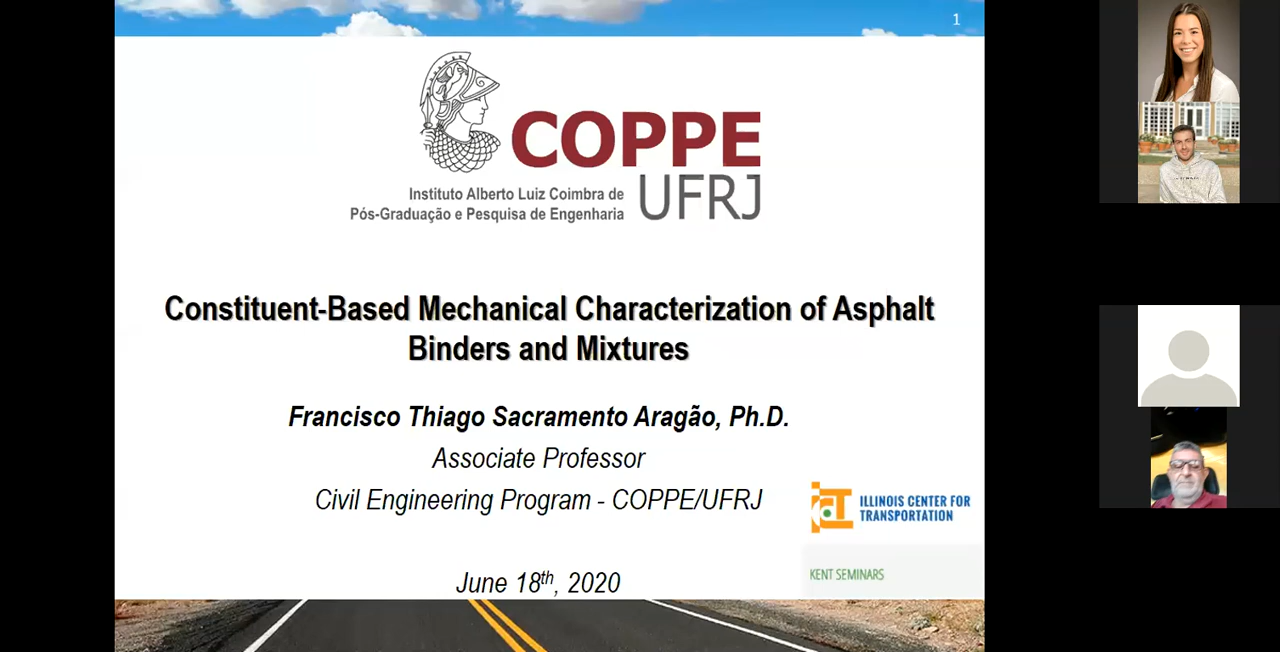 1
COPPE
UFRJ
Instituto Alberto Luiz Coimbra de
Pós-Graduação e Pesquisa de Engenharia
Constituent-Based Mechanical Characterization of Asphalt
Binders and Mixtures
Francisco Thiago Sacramento Aragão, Ph.D.
Associate Professor
Civil Engineering Program - COPPE/UFRJ
ICT
ILLINOIS CENTER FOR
TRANSPORTATION
KENT SEMINARS
June 18th, 2020